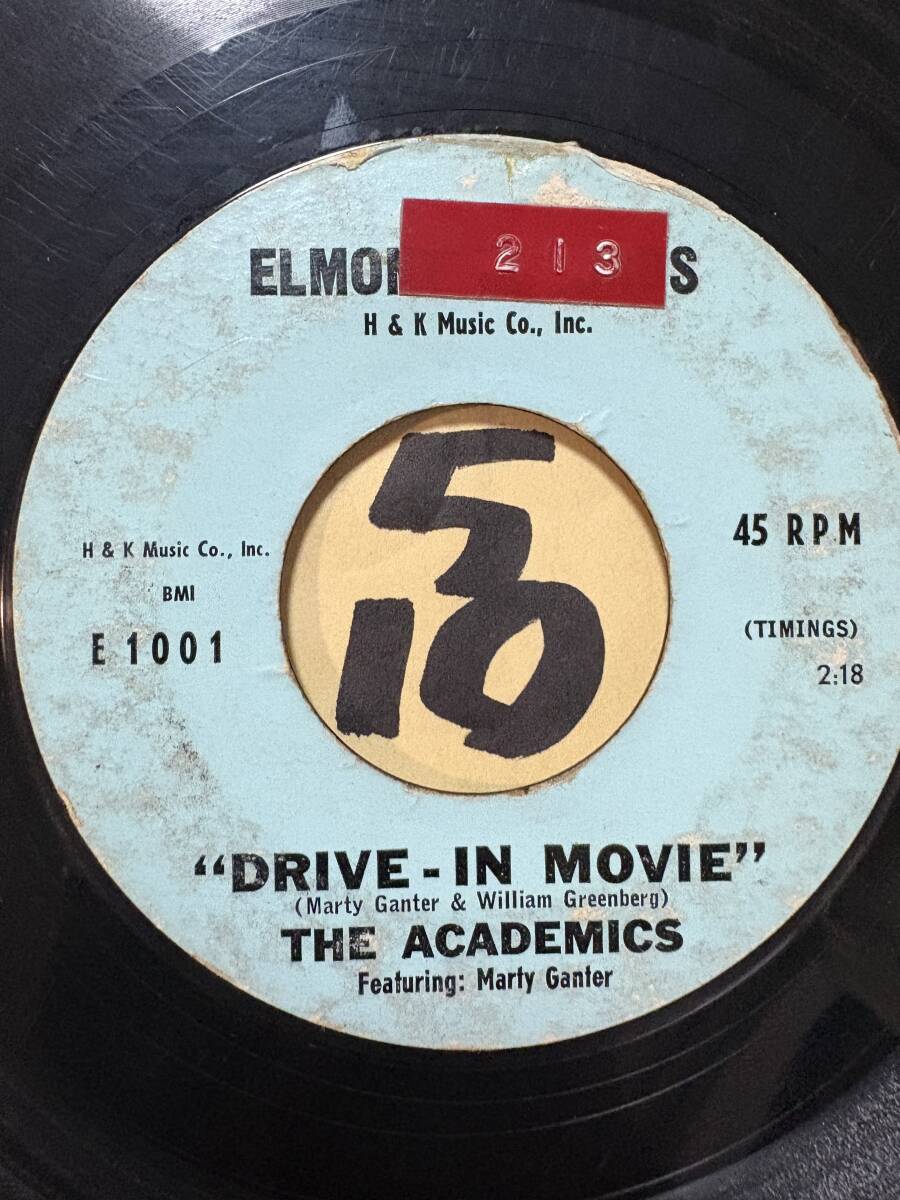 213
ELMO S
H & K Music Co., Inc.
H & K Music Co., Inc.
BMI
E 1001
45 RPM
(TIMINGS)
2:18
5
10
"DRIVE-IN MOVIE"
(Marty Ganter & William Greenberg)
THE ACADEMICS
Featuring: Marty Ganter